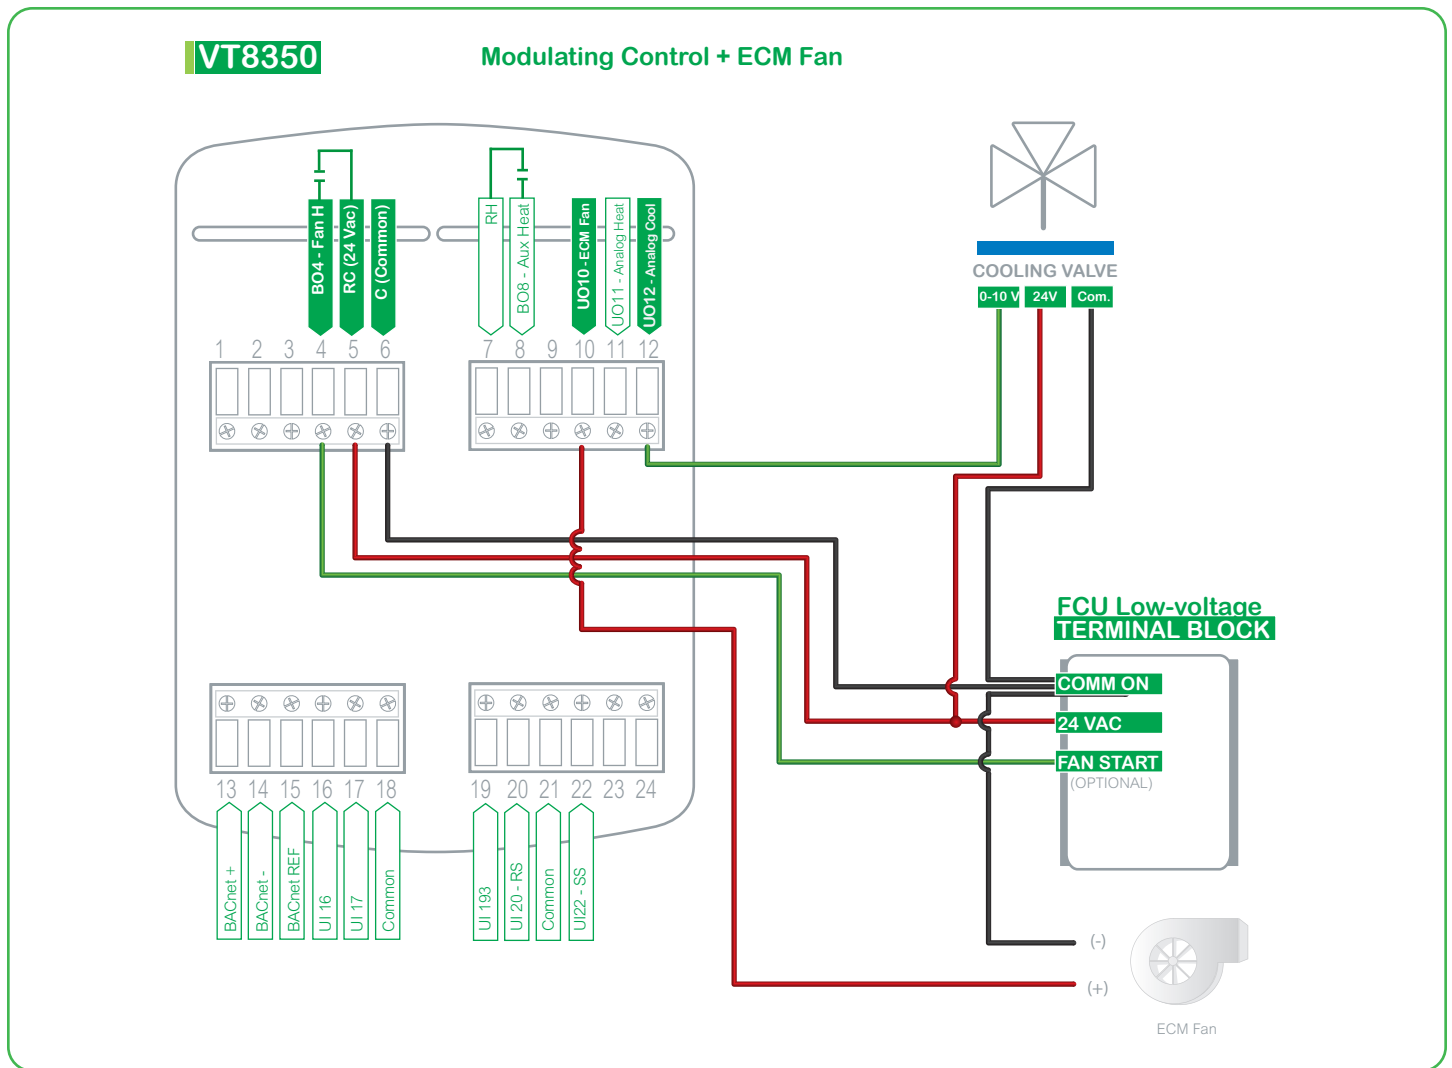 VT8350
Modulating Control + ECM Fan
BO4 - Fan H
RC (24 Vac)
C (Common)
RH
BO8 - Aux Heat
UO10 - ECM Fan
UO11 - Analog Heat
UO12 - Analog Cool
1 2 3 4 5 6
7 8 9 10 11 12
COOLING VALVE
0-10 V 24V Com.
FCU Low-voltage
TERMINAL BLOCK
COMM ON
24 VAC
FAN START
(OPTIONAL)
13 14 15 16 17 18
19 20 21 22 23 24
BACnet +
BACnet -
BACnet REF
UI 16
UI 17
Common
UI 193
UI 20 - RS
Common
UI22 - SS
(-)
(+)
ECM Fan